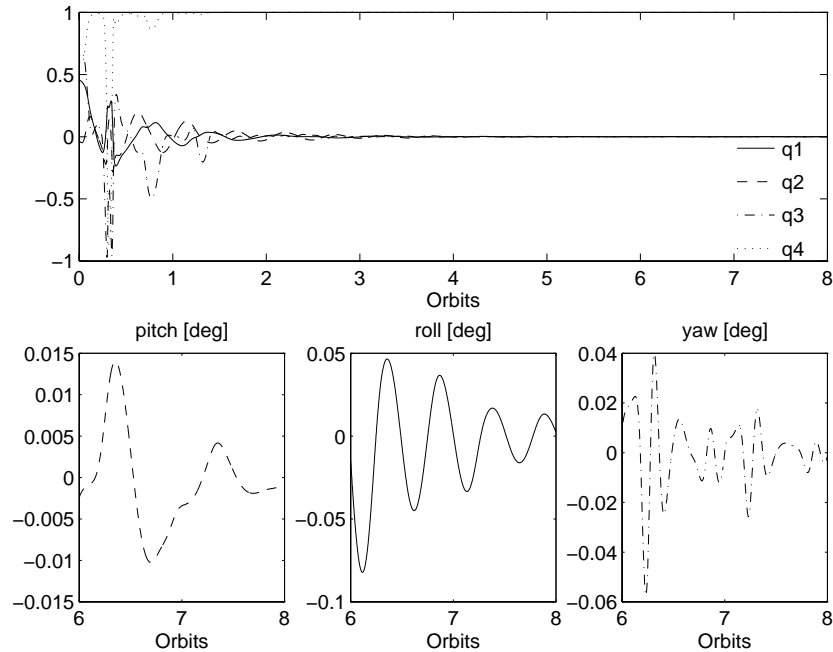 1
0.5
0
−0.5
−1
0 1 2 3 4 5 6 7 8
Orbits
q1
q2
q3
q4
pitch [deg]
0.015
0.01
0.005
0
−0.005
−0.01
−0.015
6 7 8
Orbits
roll [deg]
0.05
0
−0.05
−0.1
6 7 8
Orbits
yaw [deg]
0.04
0.02
0
−0.02
−0.04
−0.06
6 7 8
Orbits